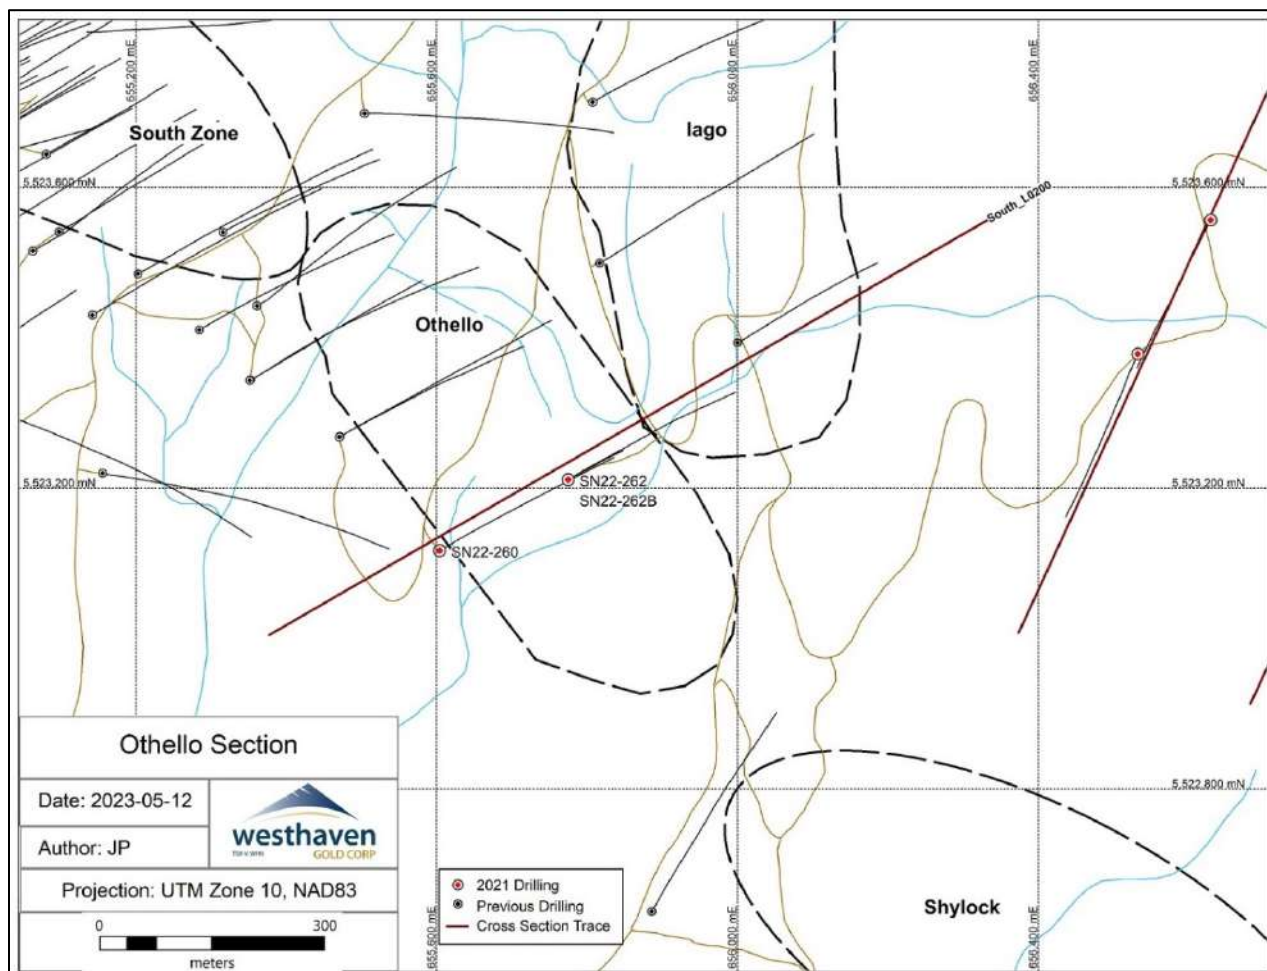 655,200 mE
655,600 mE
656,000 mE
656,400 mE
South Zone
Iago
5,523,600 mN
5,523,600 mN
South_L0200
Othello
5,523,200 mN
5,523,200 mN
SN22-262
SN22-262B
SN22-260
5,522,800 mN
Othello Section
Date: 2023-05-12
Author: JP
westhaven
TSX-V:WHN
GOLD CORP
Projection: UTM Zone 10, NAD83
0 300
meters
2021 Drilling
Previous Drilling
Cross Section Trace
655,600 mE
656,000 mE
656,400 mE
Shylock